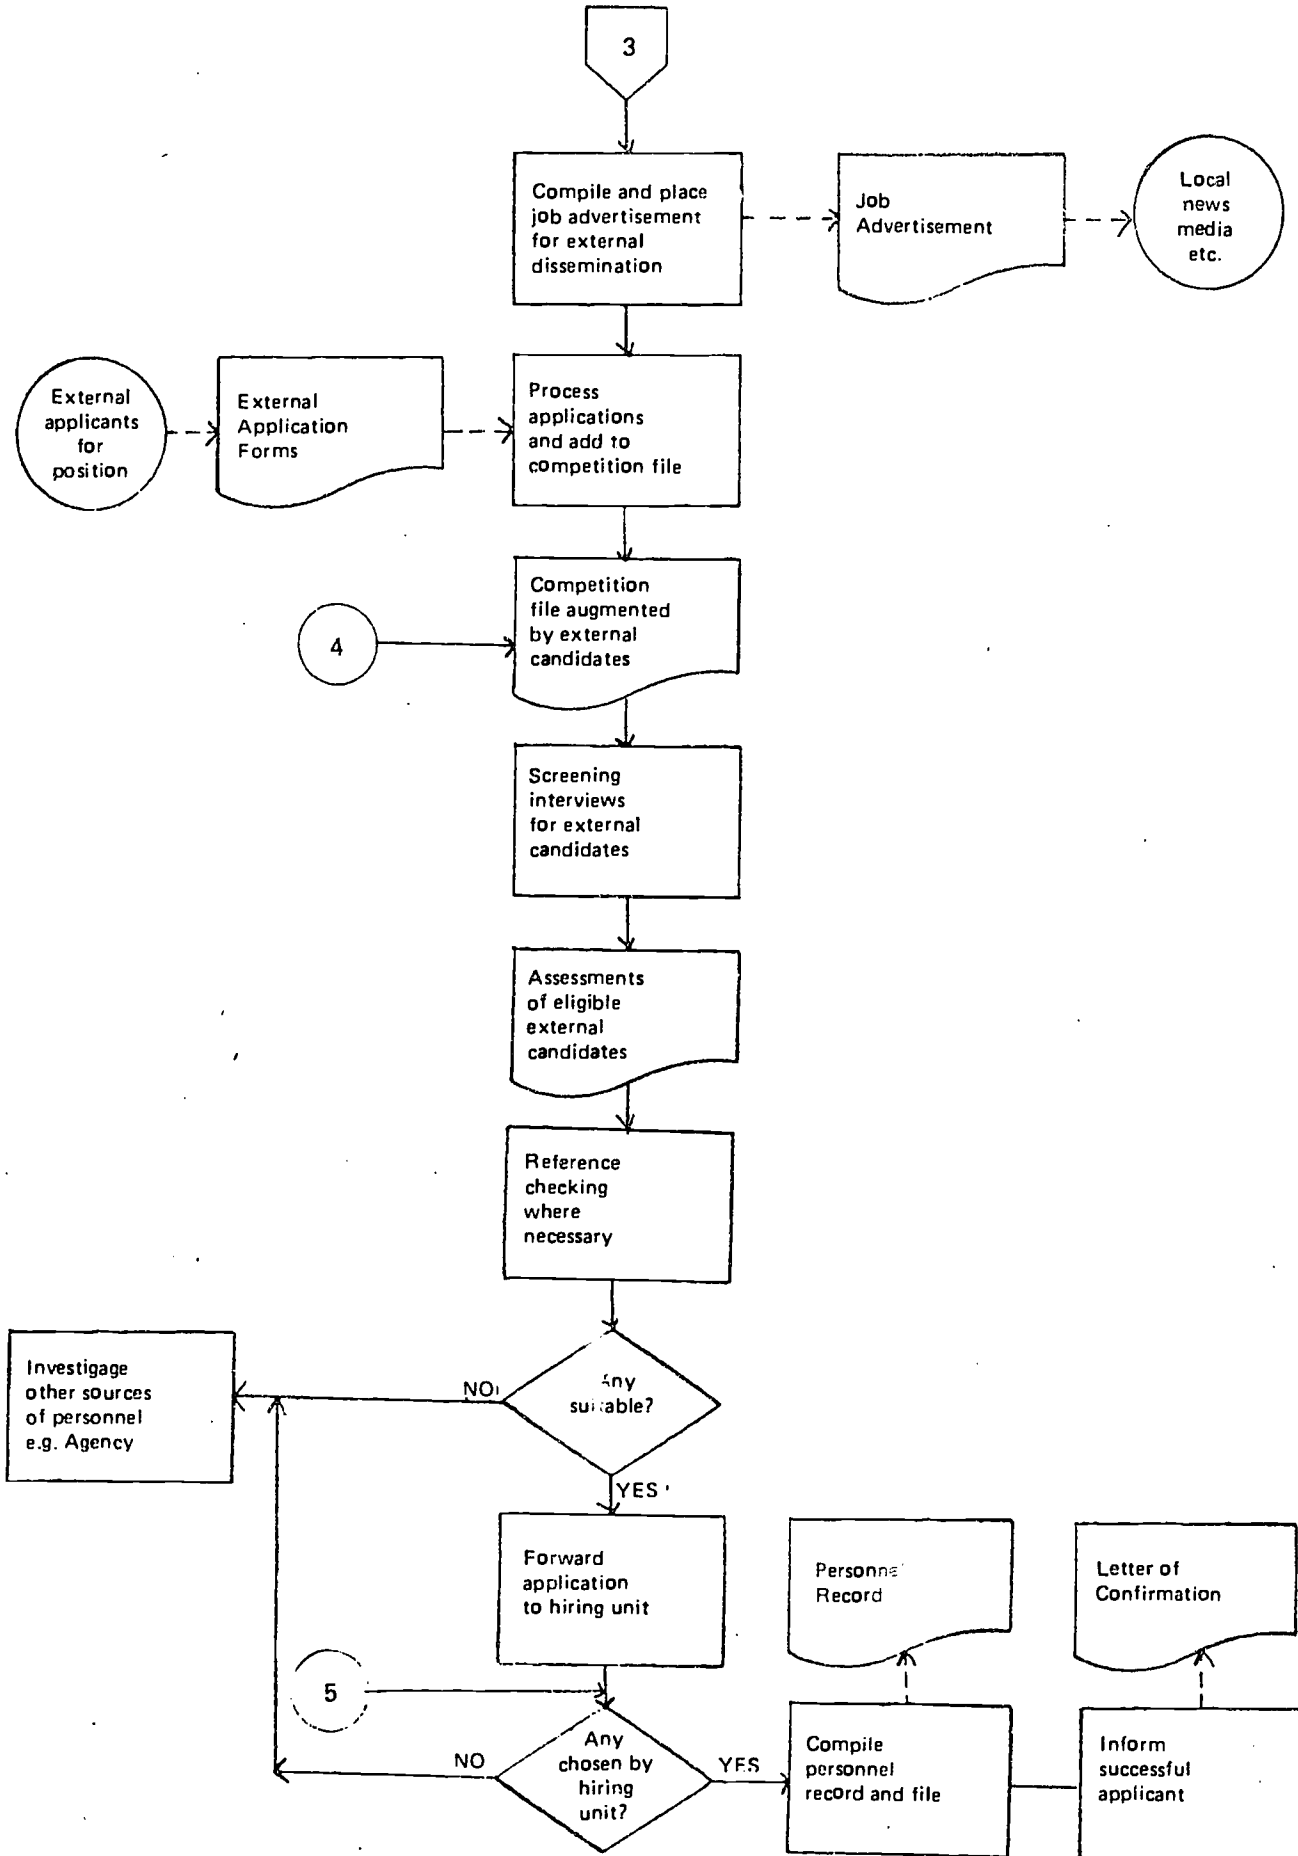 3
Compile and place
job advertisement
for external
dissemination
Job
Advertisement
Local
news
media
etc.
External
applicants
for
position
External
Application
Forms
Process
applications
and add to
competition file
4
Competition
file augmented
by external
candidates
Screening
interviews
for external
candidates
Assessments
of eligible
external
candidates
Reference
checking
where
necessary
Investigage
other sources
of personnel
e.g. Agency
NO
Any
suitable?
YES
Forward
application
to hiring unit
Personnel
Record
Letter of
Confirmation
5
NO
Any
chosen by
hiring
unit?
YES
Compile
personnel
record and file
Inform
successful
applicant